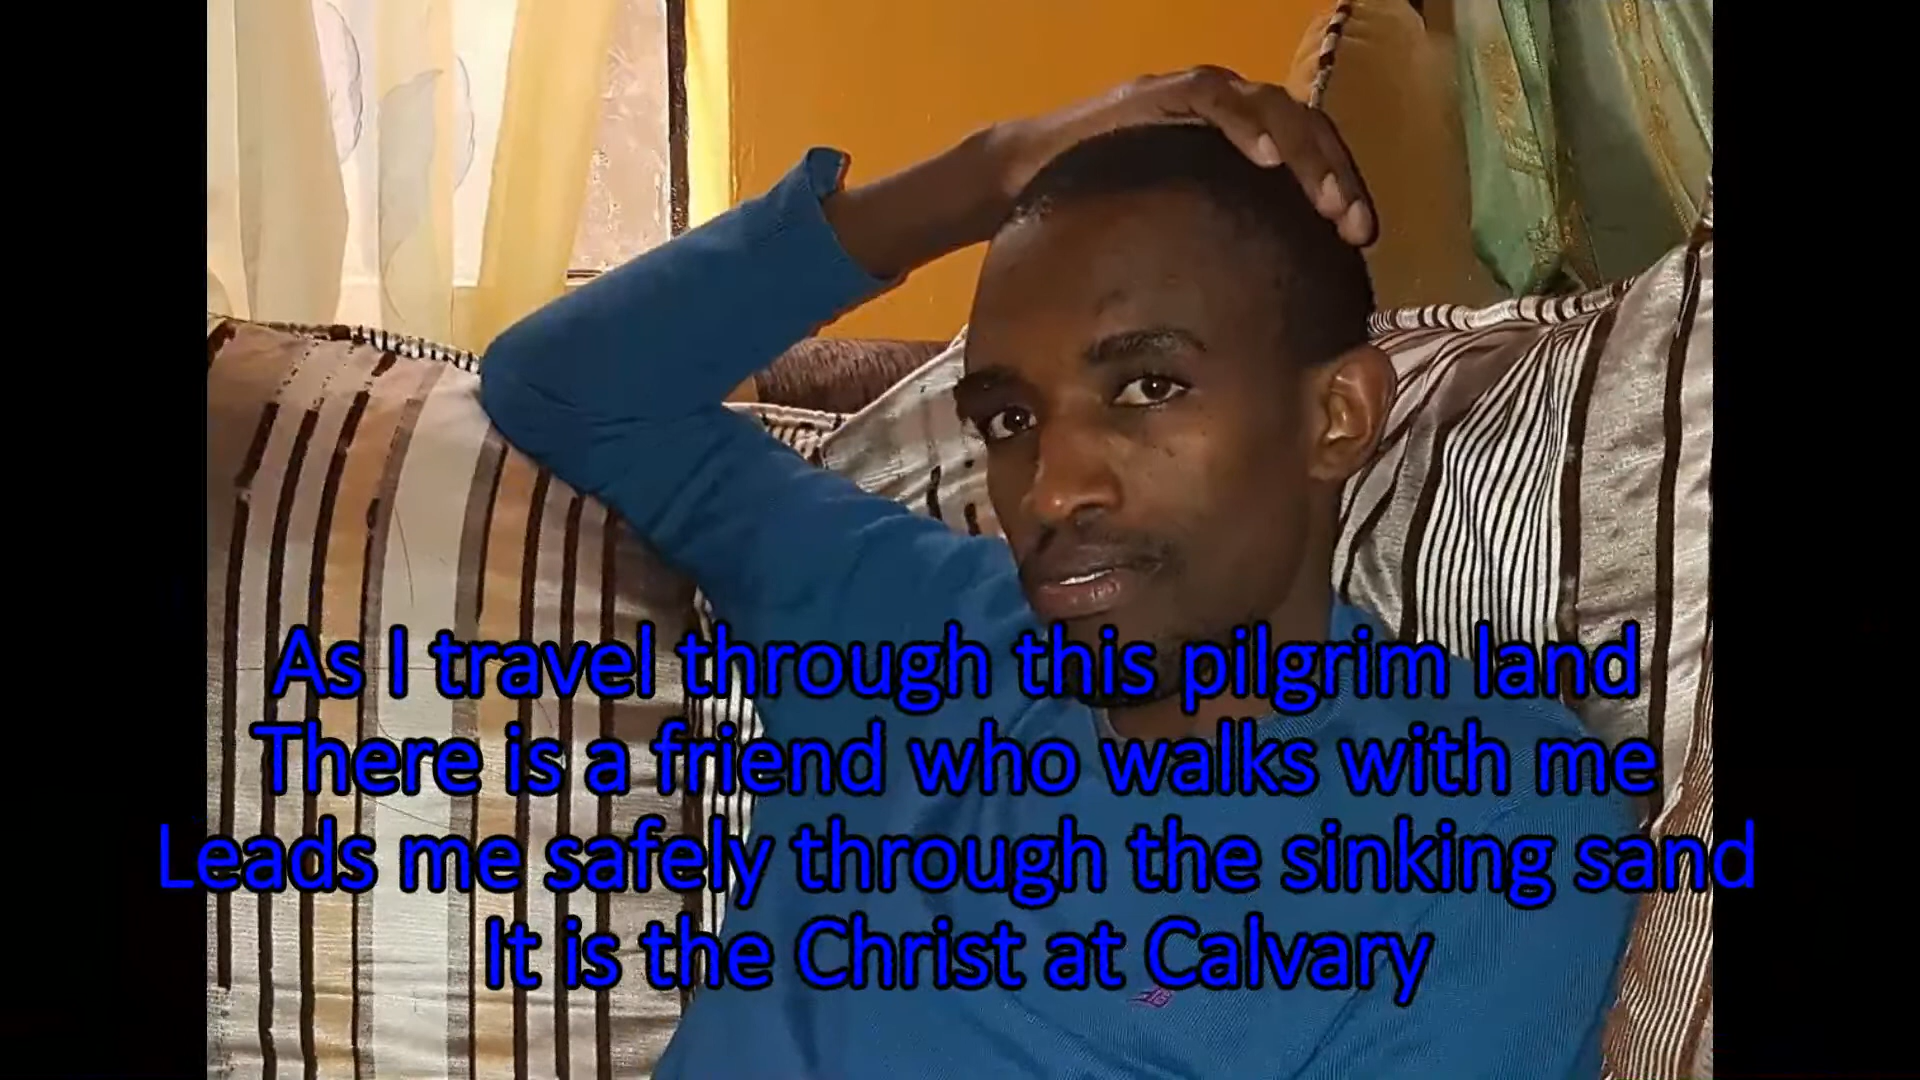 As I travel through this pilgrim land
There is a friend who walks with me
Leads me safely through the sinking sand
It is the Christ at Calvary